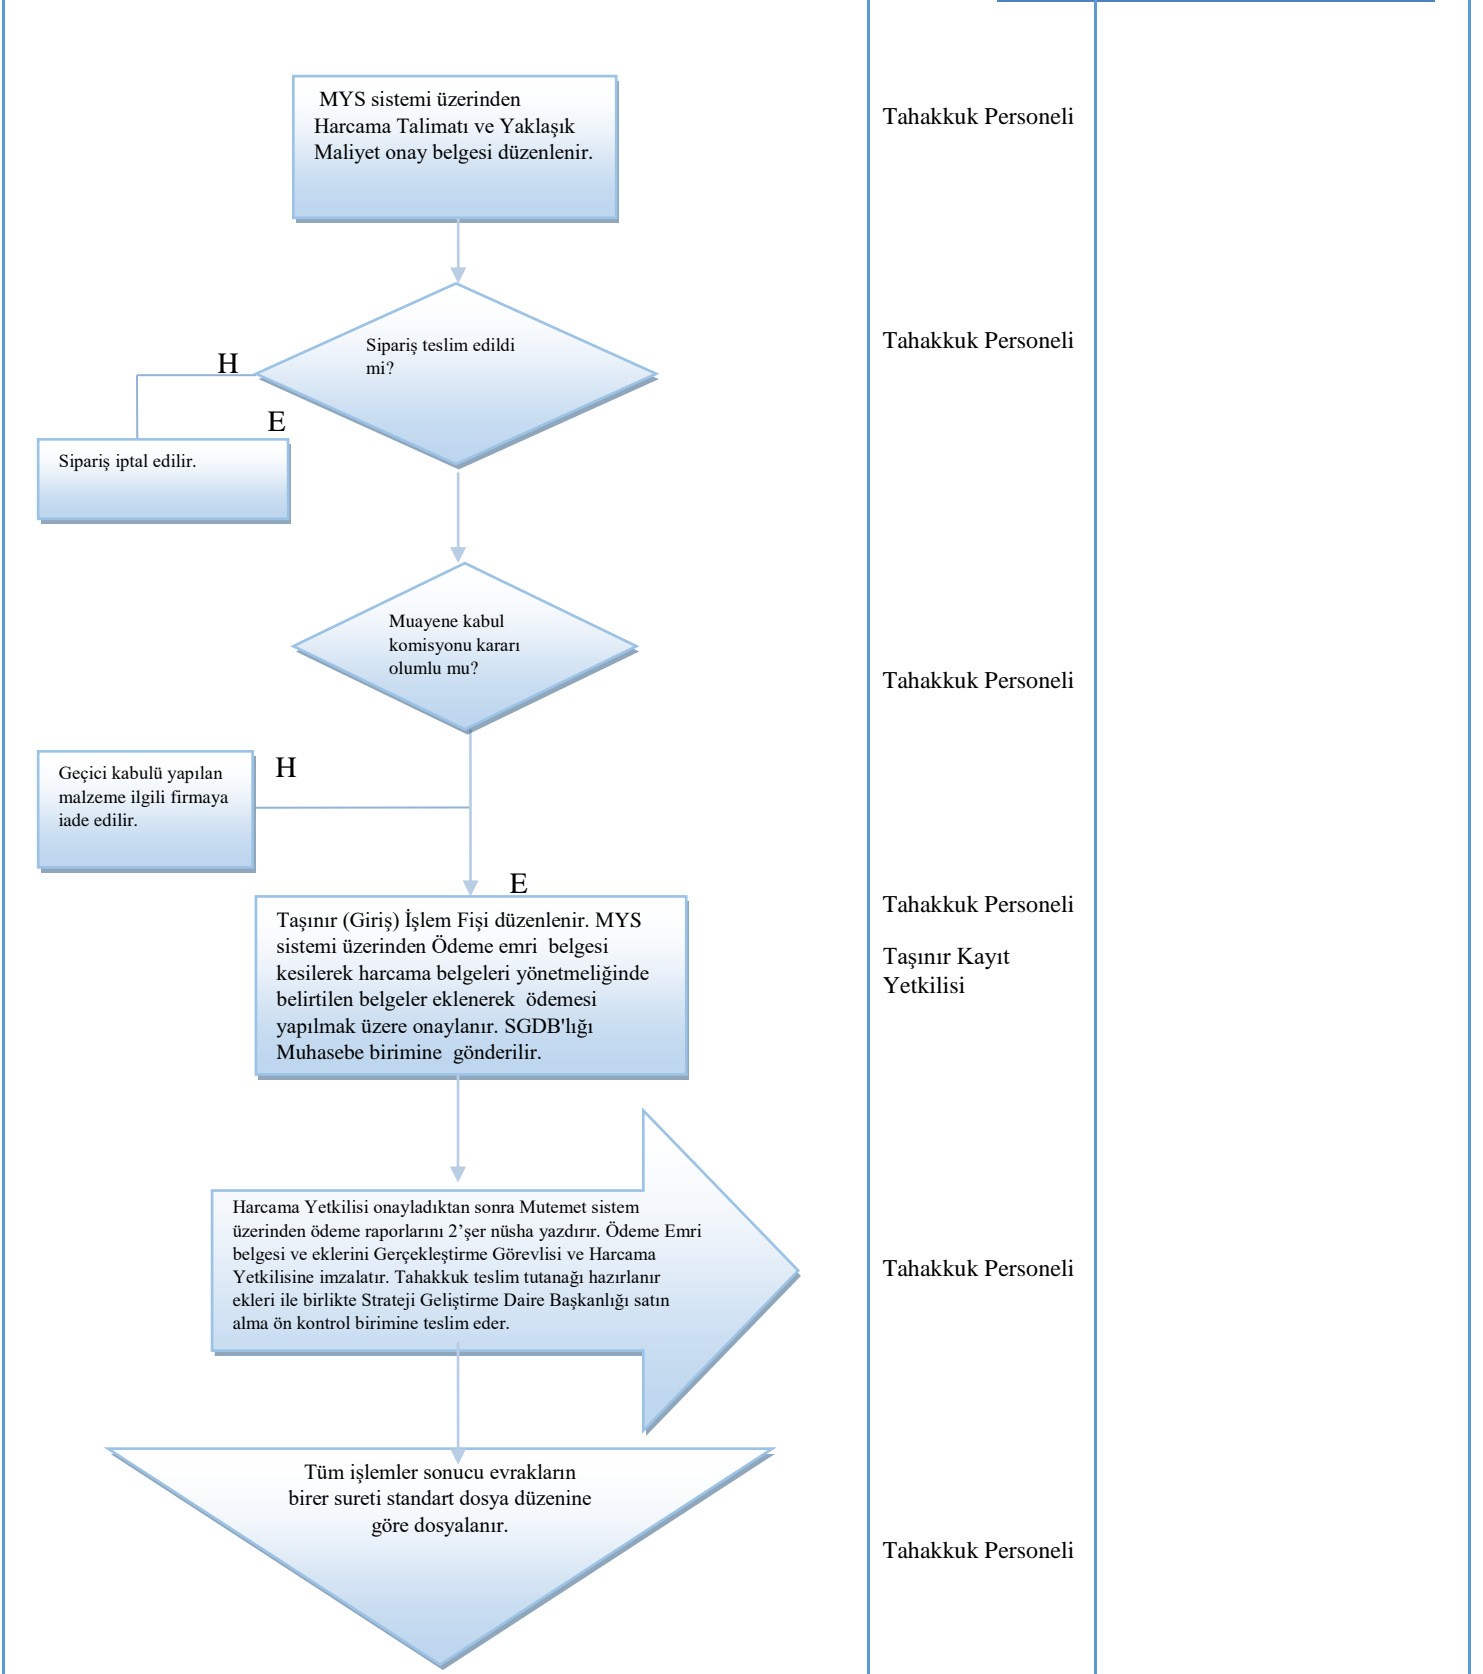 MYS sistemi üzerinden
Harcama Talimatı ve Yaklaşık
Maliyet onay belgesi düzenlenir.
Tahakkuk Personeli
Sipariş teslim edildi
mi?
Tahakkuk Personeli
H
E
Sipariş iptal edilir.
Muayene kabul
komisyonu kararı
olumlu mu?
Tahakkuk Personeli
H
Geçici kabulü yapılan
malzeme ilgili firmaya
iade edilir.
E
Taşınır (Giriş) İşlem Fişi düzenlenir. MYS
sistemi üzerinden Ödeme emri belgesi
kesilerek harcama belgeleri yönetmeliğinde
belirtilen belgeler eklenerek ödemesi
yapılmak üzere onaylanır. SGDB'lığı
Muhasebe birimine gönderilir.
Tahakkuk Personeli
Taşınır Kayıt
Yetkilisi
Harcama Yetkilisi onayladıktan sonra Mutemet sistem
üzerinden ödeme raporlarını 2’şer nüsha yazdırır. Ödeme Emri
belgesi ve eklerini Gerçekleştirme Görevlisi ve Harcama
Yetkilisine imzalatır. Tahakkuk teslim tutanağı hazırlanır
ekleri ile birlikte Strateji Geliştirme Daire Başkanlığı satın
alma ön kontrol birimine teslim eder.
Tahakkuk Personeli
Tüm işlemler sonucu evrakların
birer sureti standart dosya düzenine
göre dosyalanır.
Tahakkuk Personeli